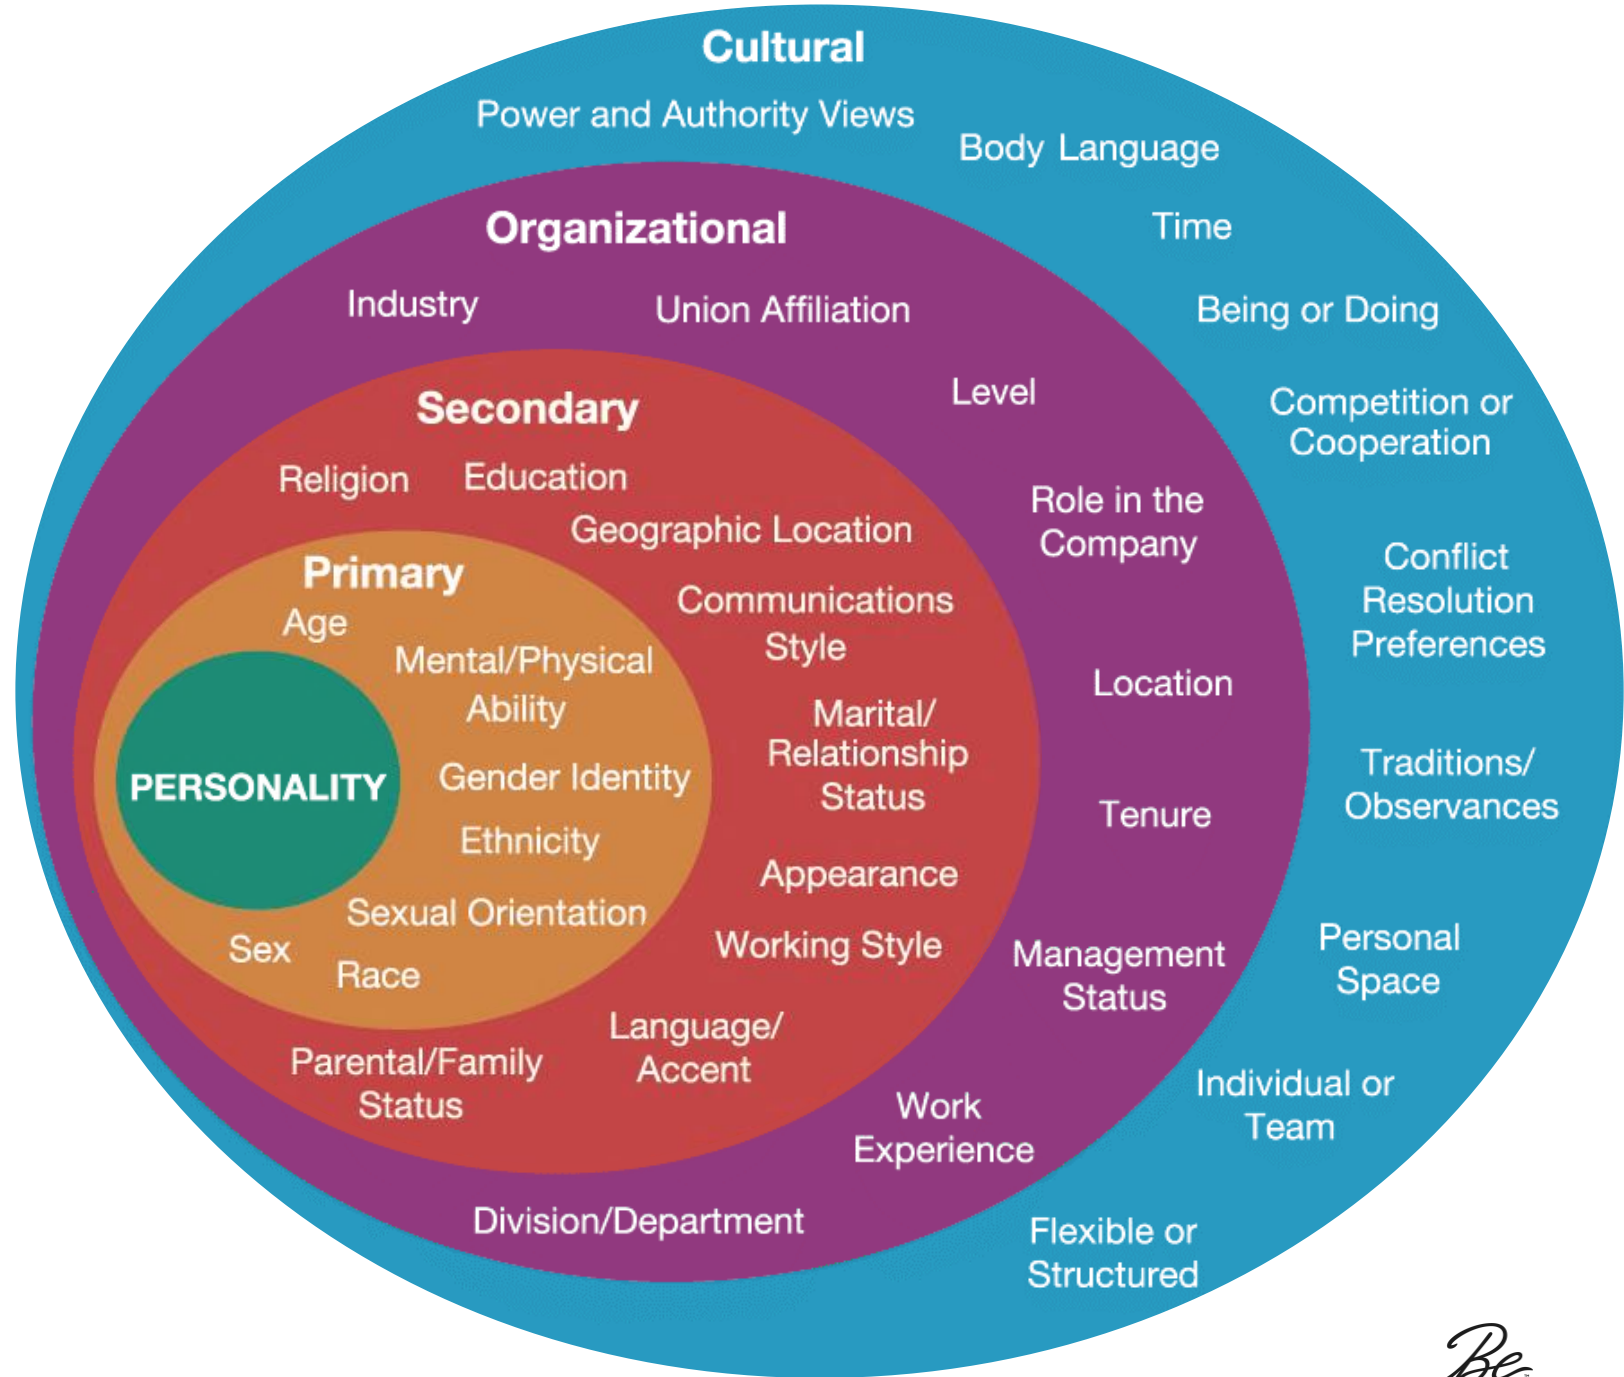 Cultural
Power and Authority Views
Body Language
Time
Being or Doing
Competition or
Cooperation
Conflict
Resolution
Preferences
Traditions/
Observances
Personal
Space
Individual or
Team
Flexible or
Structured
Organizational
Industry
Union Affiliation
Level
Role in the
Company
Location
Tenure
Management
Status
Work
Experience
Division/Department
Secondary
Religion
Education
Geographic Location
Communications
Style
Marital/
Relationship
Status
Appearance
Working Style
Language/
Accent
Parental/Family
Status
Primary
Age
Mental/Physical
Ability
Gender Identity
Ethnicity
Sexual Orientation
Sex
Race
PERSONALITY
Be